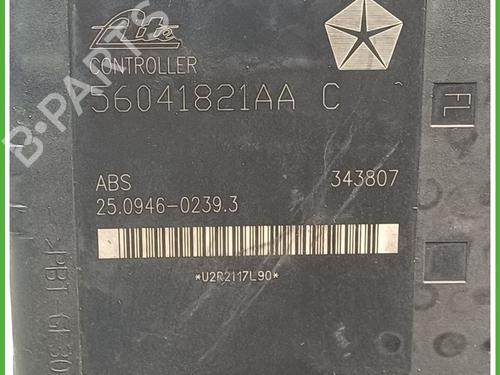 Ate
CONTROLLER
56041821AA C
FL
ABS 343807
25.0946-0239.3
*U2R2117L90*
B-PARTS